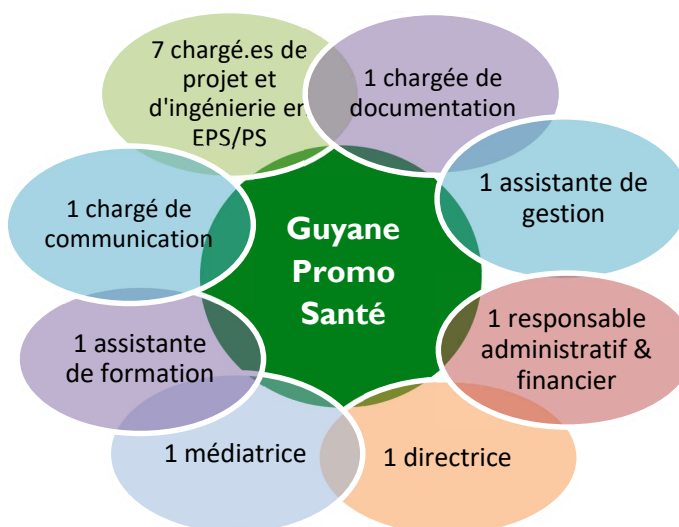 7 chargé.es de
projet et
d'ingénierie en
EPS/PS
1 chargée de
documentation
1 assistante de
gestion
1 responsable
administratif &
financier
1 directrice
1 médiatrice
1 assistante
de formation
1 chargé de
communication
Guyane
Promo
Santé